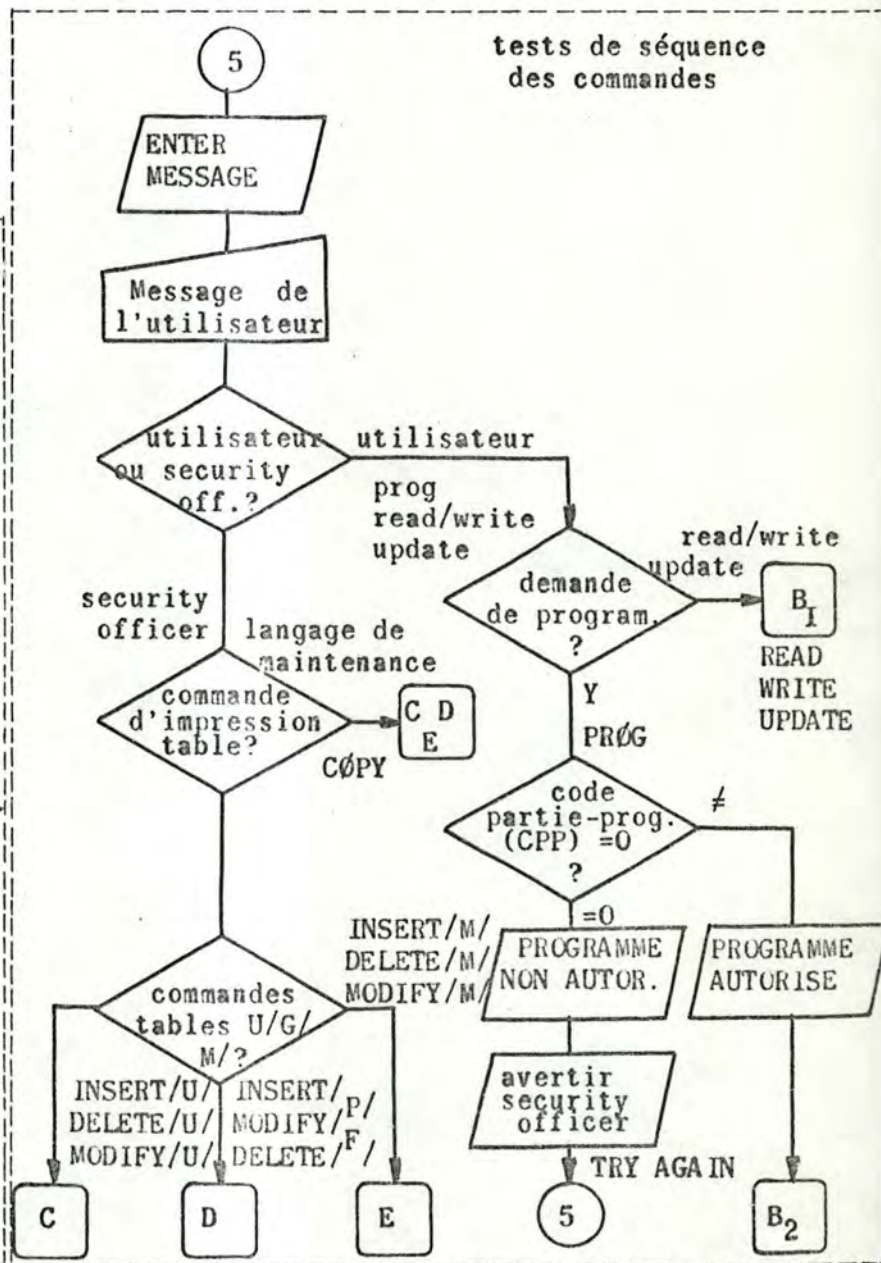 5
tests de séquence
des commandes
ENTER
MESSAGE
Message de
l'utilisateur
utilisateur
ou security
off.?
utilisateur
prog
read/write
update
demande
de program.
?
read/write
update
B1
READ
WRITE
UPDATE
security
officer
langage de
maintenance
commande
d'impression
table?
C D
E
CØPY
Y
PRØG
code
partie-prog.
(CPP) =0
?
≠
=0
INSERT/M/
DELETE/M/
MODIFY/M/
PROGRAMME
NON AUTOR.
PROGRAMME
AUTORISE
commandes
tables U/G/
M/?
avertir
security
officer
INSERT/U/
DELETE/U/
MODIFY/U/
INSERT/P/
MODIFY/F/
DELETE/ /
TRY AGAIN
C
D
E
5
B2